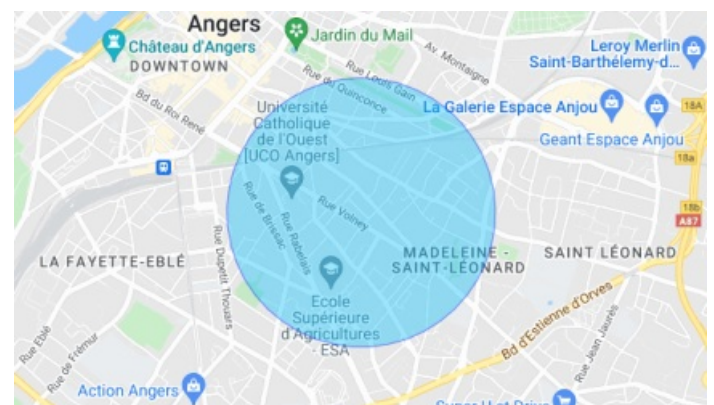 Angers
Château d'Angers
DOWNTOWN
Jardin du Mail
Av. Montaigne
Leroy Merlin
Saint-Barthélemy-d...
Rue Louis Gain
Rue du Quinconce
Bd du Roi René
Université
Catholique
de l'Ouest
[UCO Angers]
La Galerie Espace Anjou
18A
Geant Espace Anjou
18a
18b
A87
Rue de Brissac
Rue Rabelais
Rue Volney
LA FAYETTE-EBLÉ
Rue Dupetit Thouars
MADELEINE -
SAINT-LÉONARD
SAINT LÉONARD
Ecole
Supérieure
d'Agricultures
- ESA
Bd d'Estienne d'Orves
Rue Jean Jaurès
Rue Eblé
Rue de Frémur
Action Angers
Super U et Drive